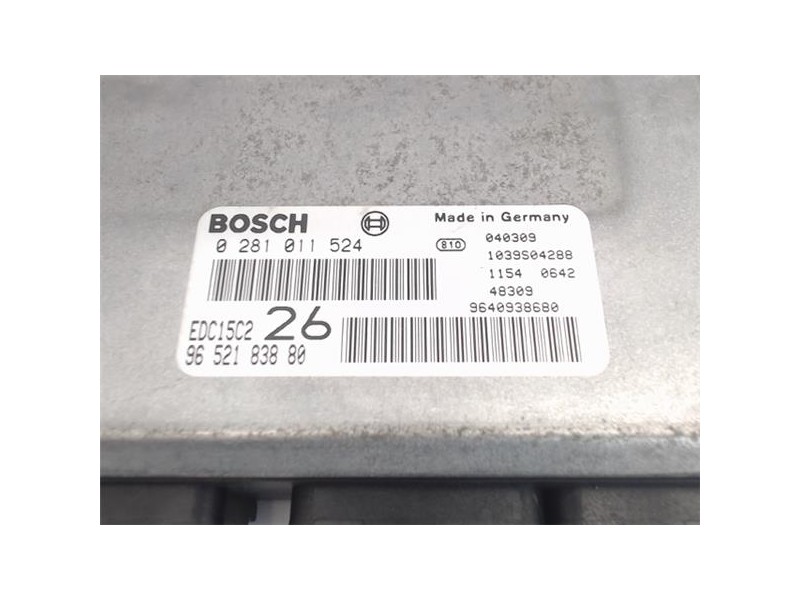 BOSCH
Made in Germany
0 281 011 524
810
040309
1039S04288
1154 0642
48309
9640938680
EDC15C2 26
96 521 838 80